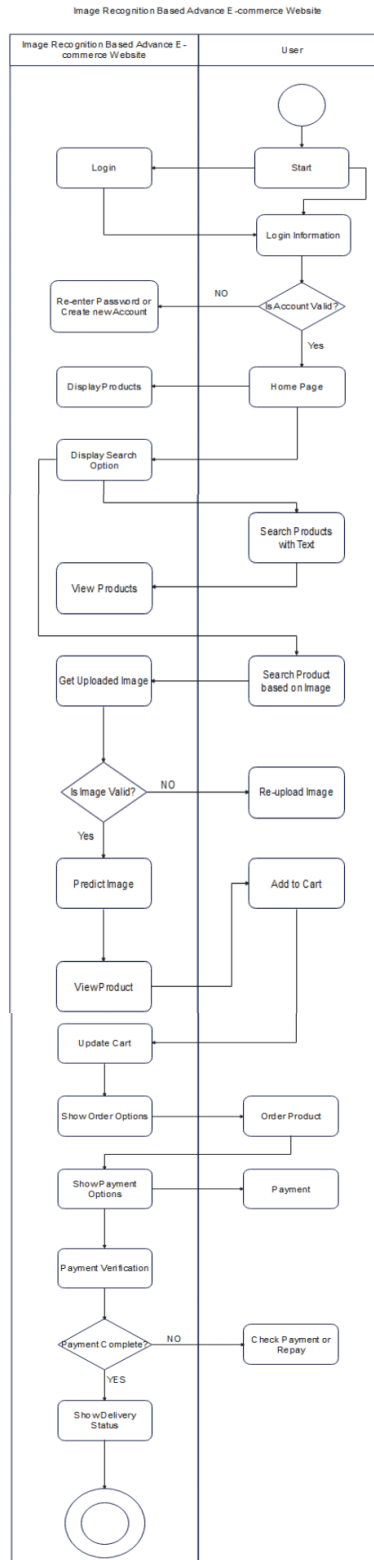 Image Recognition Based Advance E-commerce Website
Image Recognition Based Advance E-
commerce Website
User
Login
Start
Login Information
Re-enter Password or
Create new Account
NO
Is Account Valid?
Yes
Display Products
Home Page
Display Search
Option
Search Products
with Text
View Products
Get Uploaded Image
Search Product
based on Image
Is Image Valid?
NO
Re-upload Image
Yes
Predict Image
Add to Cart
View Product
Update Cart
Show Order Options
Order Product
Show Payment
Options
Payment
Payment Verification
Payment Complete?
NO
Check Payment or
Repay
YES
Show Delivery
Status